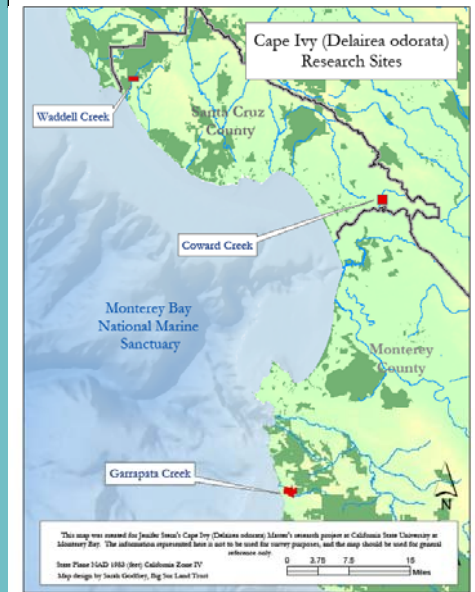 Cape Ivy (Delairea odorata)
Research Sites
Waddell Creek
Santa Cruz
County
Coward Creek
Monterey Bay
National Marine
Sanctuary
Monterey
County
Garrapata Creek
N
This map was created for Jenifer Stern's Cape Ivy (Delairea odorata) Master's research project at California State University at
Monterey Bay. The information represented here is not to be used for survey purposes, and the map should be used for general
reference only.
State Plane NAD 1983 (feet) California Zone IV
Map design by Sarah Godfrey, Big Sur Land Trust
0 3.75 7.5 15
Miles